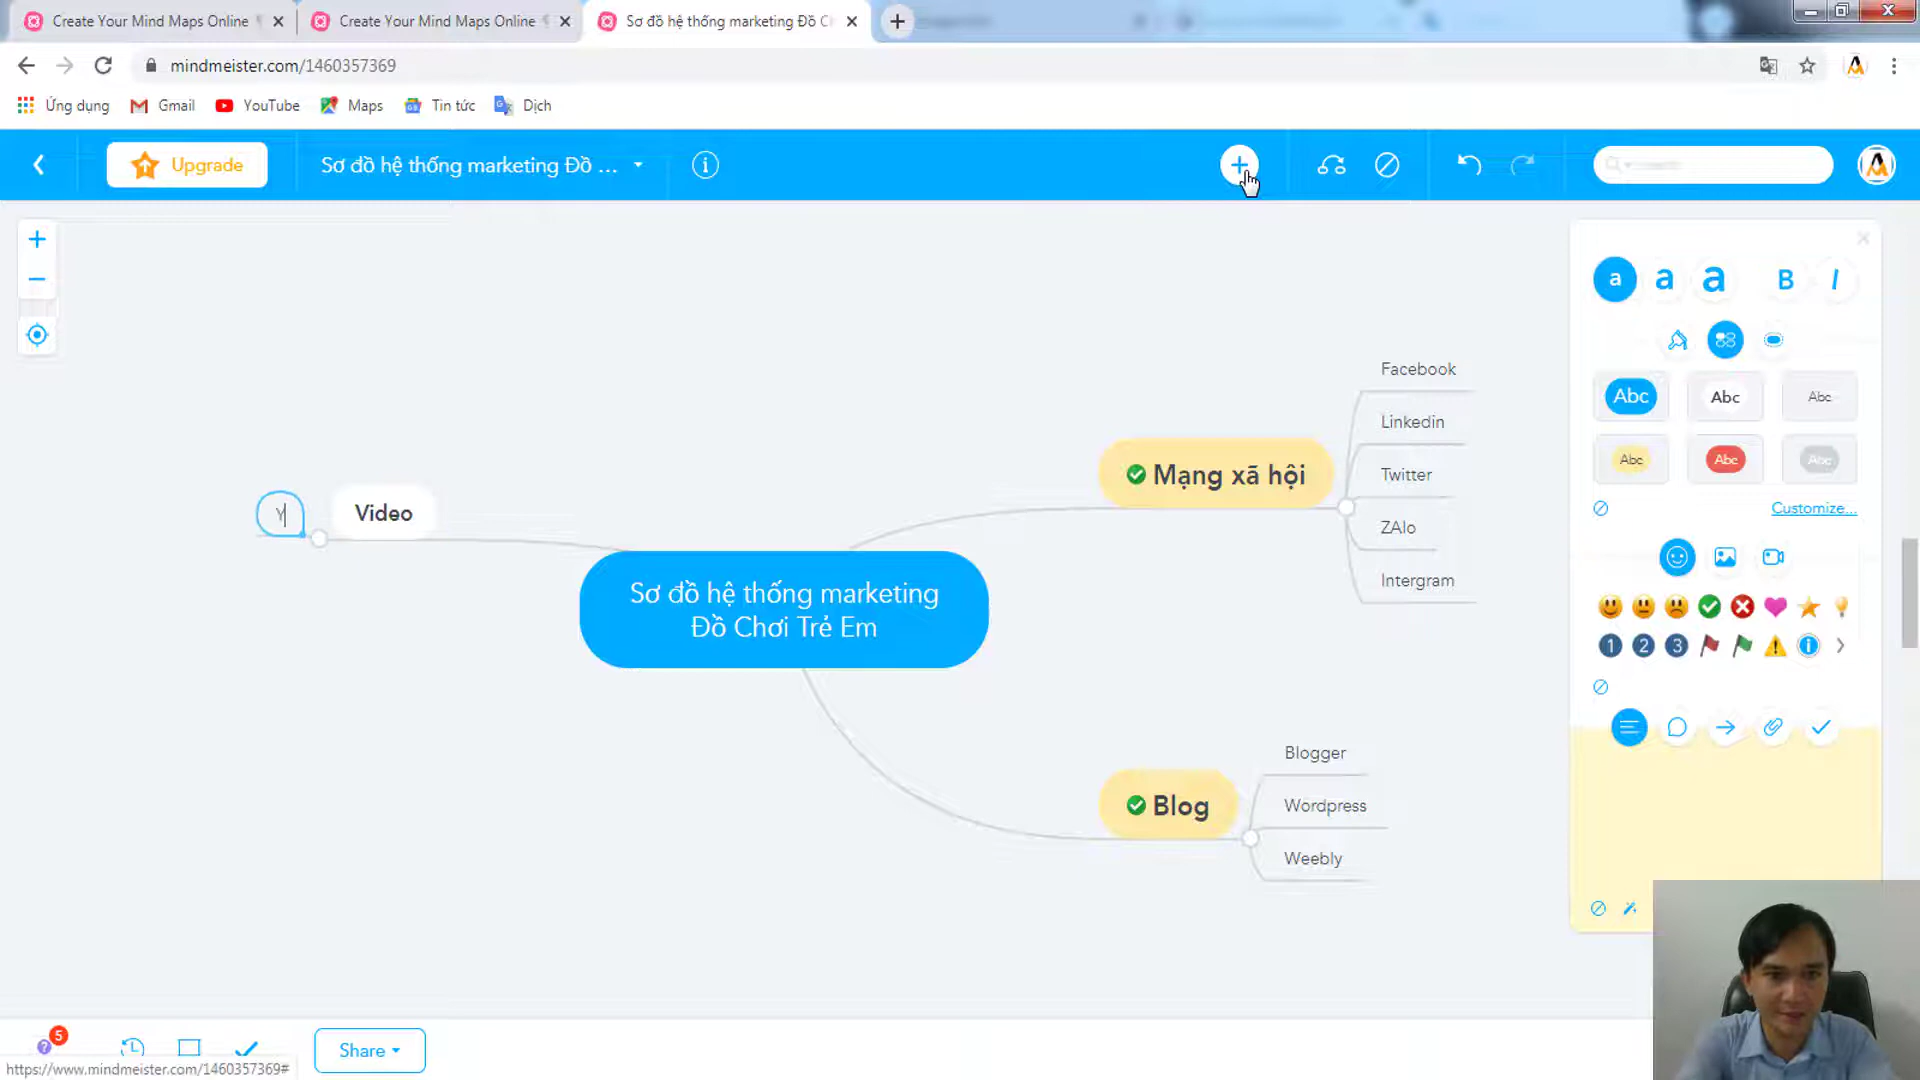 Create Your Mind Maps Online
Create Your Mind Maps Online
Sơ đồ hệ thống marketing Đồ Ch
mindmeister.com/1460357369
Ứng dụng
Gmail
YouTube
Maps
Tin tức
Dịch
Upgrade
Sơ đồ hệ thống marketing Đồ ...
a a a B I
Abc Abc Abc
Abc Abc Abc
Customize...
1 2 3
Facebook
Linkedin
Twitter
ZAlo
Intergram
Mạng xã hội
Y
Video
Sơ đồ hệ thống marketing
Đồ Chơi Trẻ Em
Blogger
Wordpress
Weebly
Blog
5
Share
https://www.mindmeister.com/1460357369#